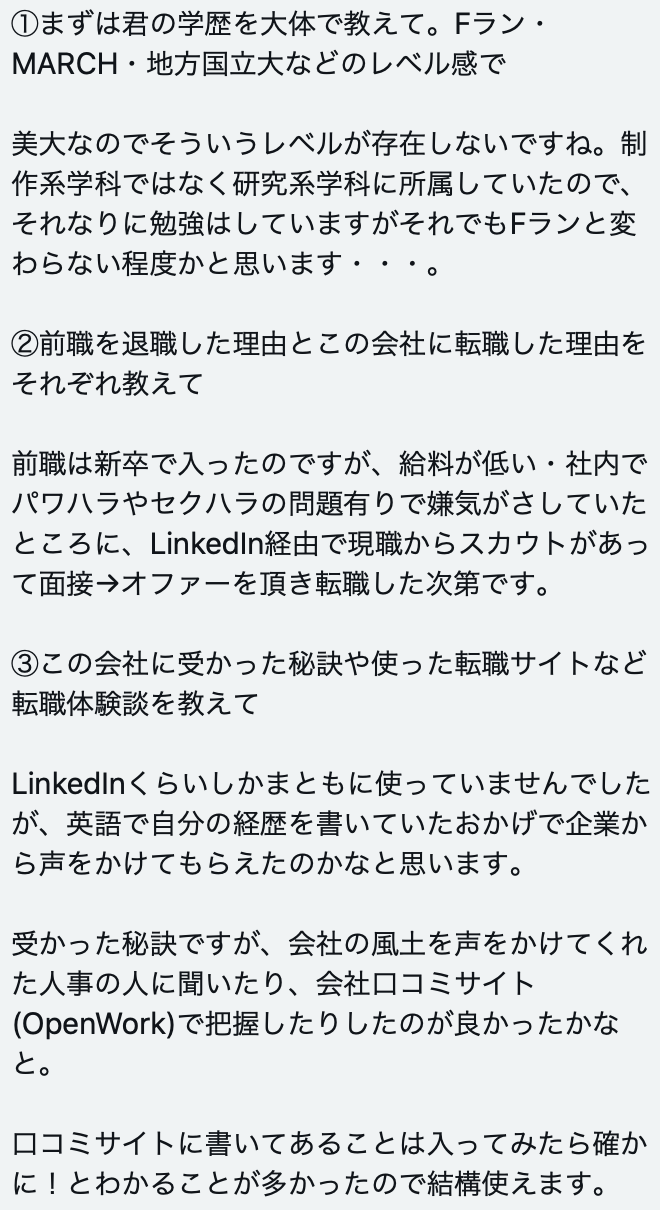 ①まずは君の学歴を大体で教えて。Fラン・
MARCH・地方国立大などのレベル感で
美大なのでそういうレベルが存在しないですね。制
作系学科ではなく研究系学科に所属していたので、
それなりに勉強はしていますがそれでもFランと変
わらない程度かと思います・・・。
②前職を退職した理由とこの会社に転職した理由を
それぞれ教えて
前職は新卒で入ったのですが、給料が低い・社内で
パワハラやセクハラの問題有りで嫌気がさしていた
ところに、LinkedIn経由で現職からスカウトがあっ
て面接→オファーを頂き転職した次第です。
③この会社に受かった秘訣や使った転職サイトなど
転職体験談を教えて
LinkedInくらいしかまともに使っていませんでした
が、英語で自分の経歴を書いていたおかげで企業か
ら声をかけてもらえたのかなと思います。
受かった秘訣ですが、会社の風土を声をかけてくれ
た人事の人に聞いたり、会社口コミサイト
(OpenWork)で把握したりしたのが良かったかな
と。
口コミサイトに書いてあることは入ってみたら確か
に！とわかることが多かったので結構使えます。